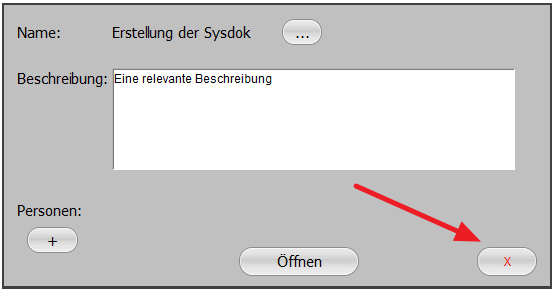 Name: Erstellung der Sysdok ...
Beschreibung: Eine relevante Beschreibung
Personen:
+
Öffnen X